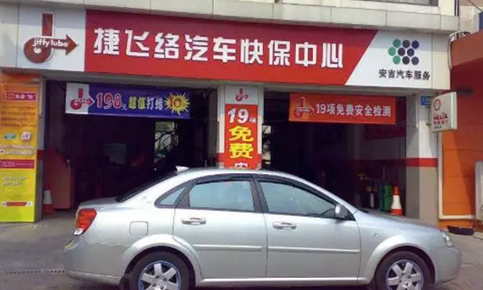 jiffy lube
捷飞络汽车快保中心
安吉汽车服务
198 超值打蜡
19项
免费
19项免费安全检测